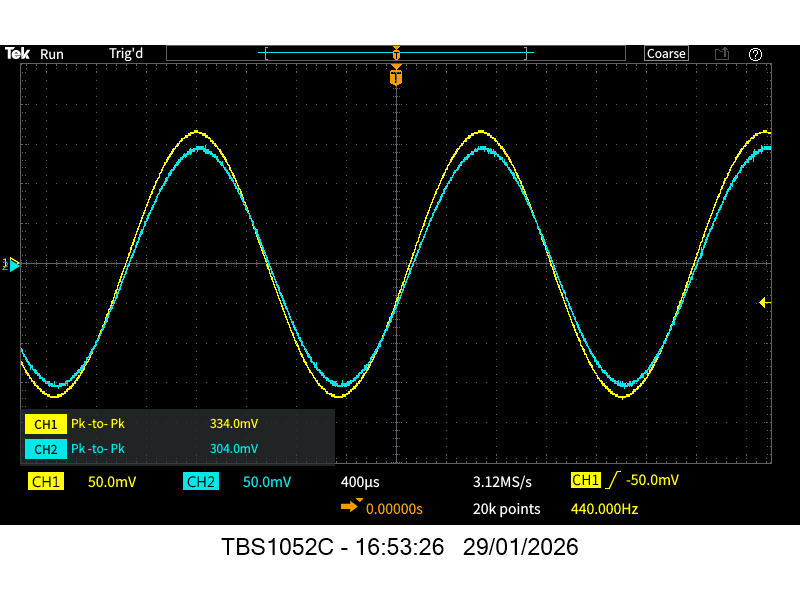 Tek Run Trig'd Coarse ?
T
T
1
2
CH1 Pk-to- Pk 334.0mV
CH2 Pk-to- Pk 304.0mV
CH1 50.0mV CH2 50.0mV 400µs 3.12MS/s CH1 -50.0mV
0.00000s 20k points 440.000Hz
TBS1052C - 16:53:26 29/01/2026